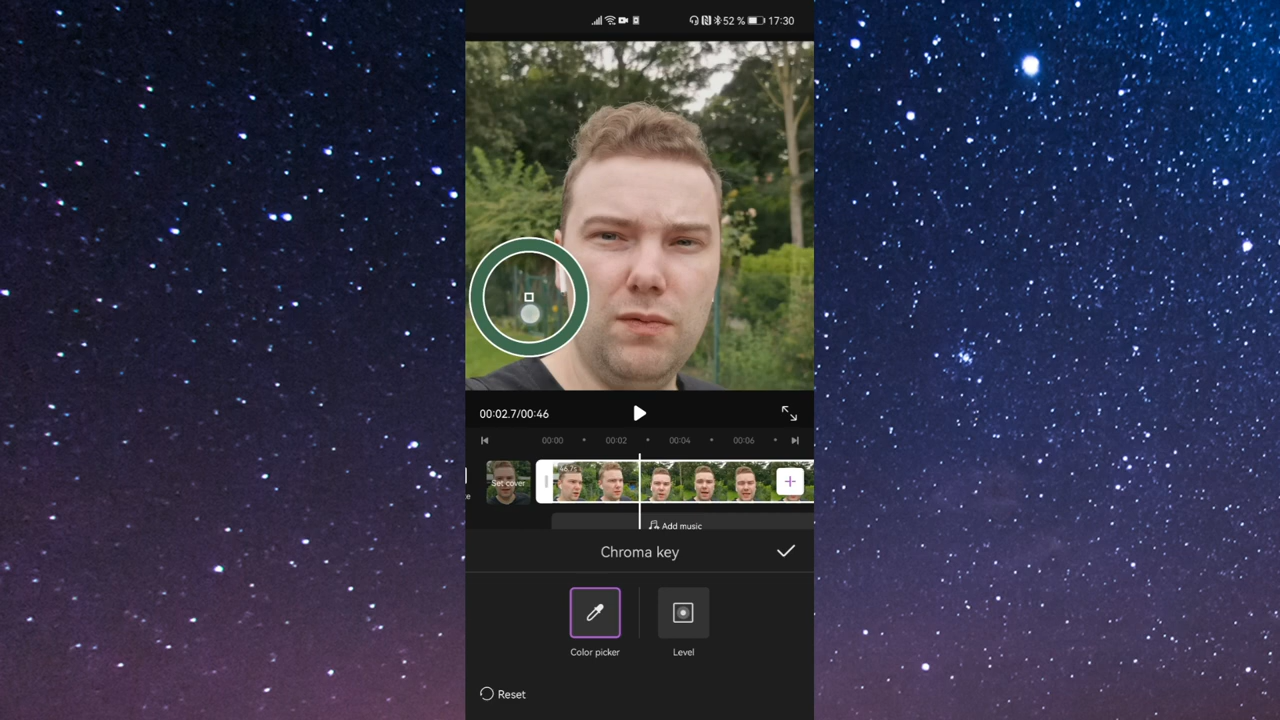 52 % 17:30
00:02.7/00:46
00:00 00:02 00:04 00:06
Set cover
Add music
Chroma key
Color picker Level
Reset